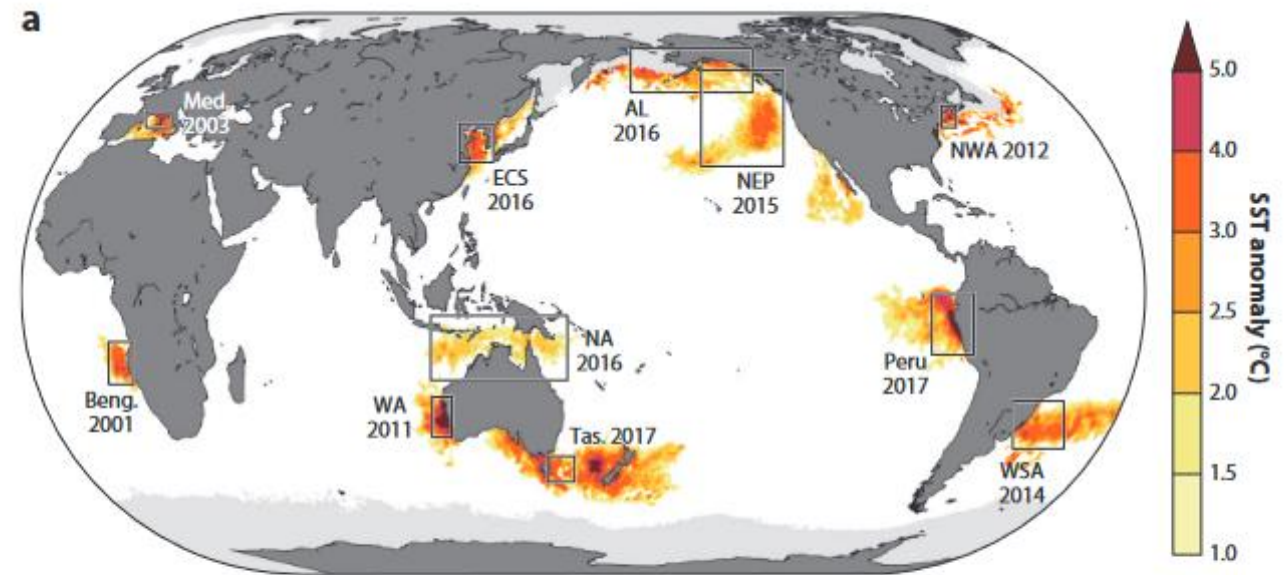 a
Med.
2003
AL
2016
NWA 2012
ECS
2016
NEP
2015
NA
2016
Peru
2017
Beng.
2001
WA
2011
Tas. 2017
WSA
2014
5.0
4.0
3.0
2.5
2.0
1.5
1.0
SST anomaly (°C)